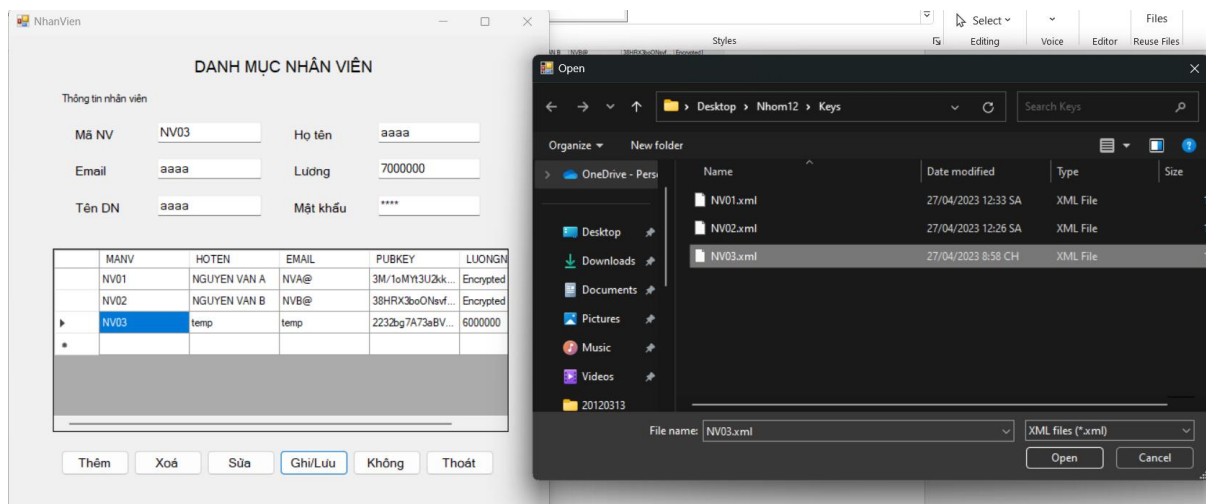 NhanVien
DANH MỤC NHÂN VIÊN
Thông tin nhân viên
Mã NV NV03 Họ tên aaaa
Email aaaa Lương 7000000
Tên DN aaaa Mật khẩu ****
MANV HOTEN EMAIL PUBKEY LUONGN
NV01 NGUYEN VAN A NVA@ 3M/1oMYt3U2kk... Encrypted
NV02 NGUYEN VAN B NVB@ 38HRX3boONsvf... Encrypted
NV03 temp temp 2232bg7A73aBV... 6000000
Thêm Xoá Sửa Ghi/Lưu Không Thoát
Select Files
Styles Editing Voice Editor Reuse Files
Open
Desktop Nhom12 Keys Search Keys
Organize New folder
OneDrive - Perso
Desktop
Downloads
Documents
Pictures
Music
Videos
20120313
Name Date modified Type Size
NV01.xml 27/04/2023 12:33 SA XML File
NV02.xml 27/04/2023 12:26 SA XML File
NV03.xml 27/04/2023 8:58 CH XML File
File name: NV03.xml XML files (*.xml)
Open Cancel